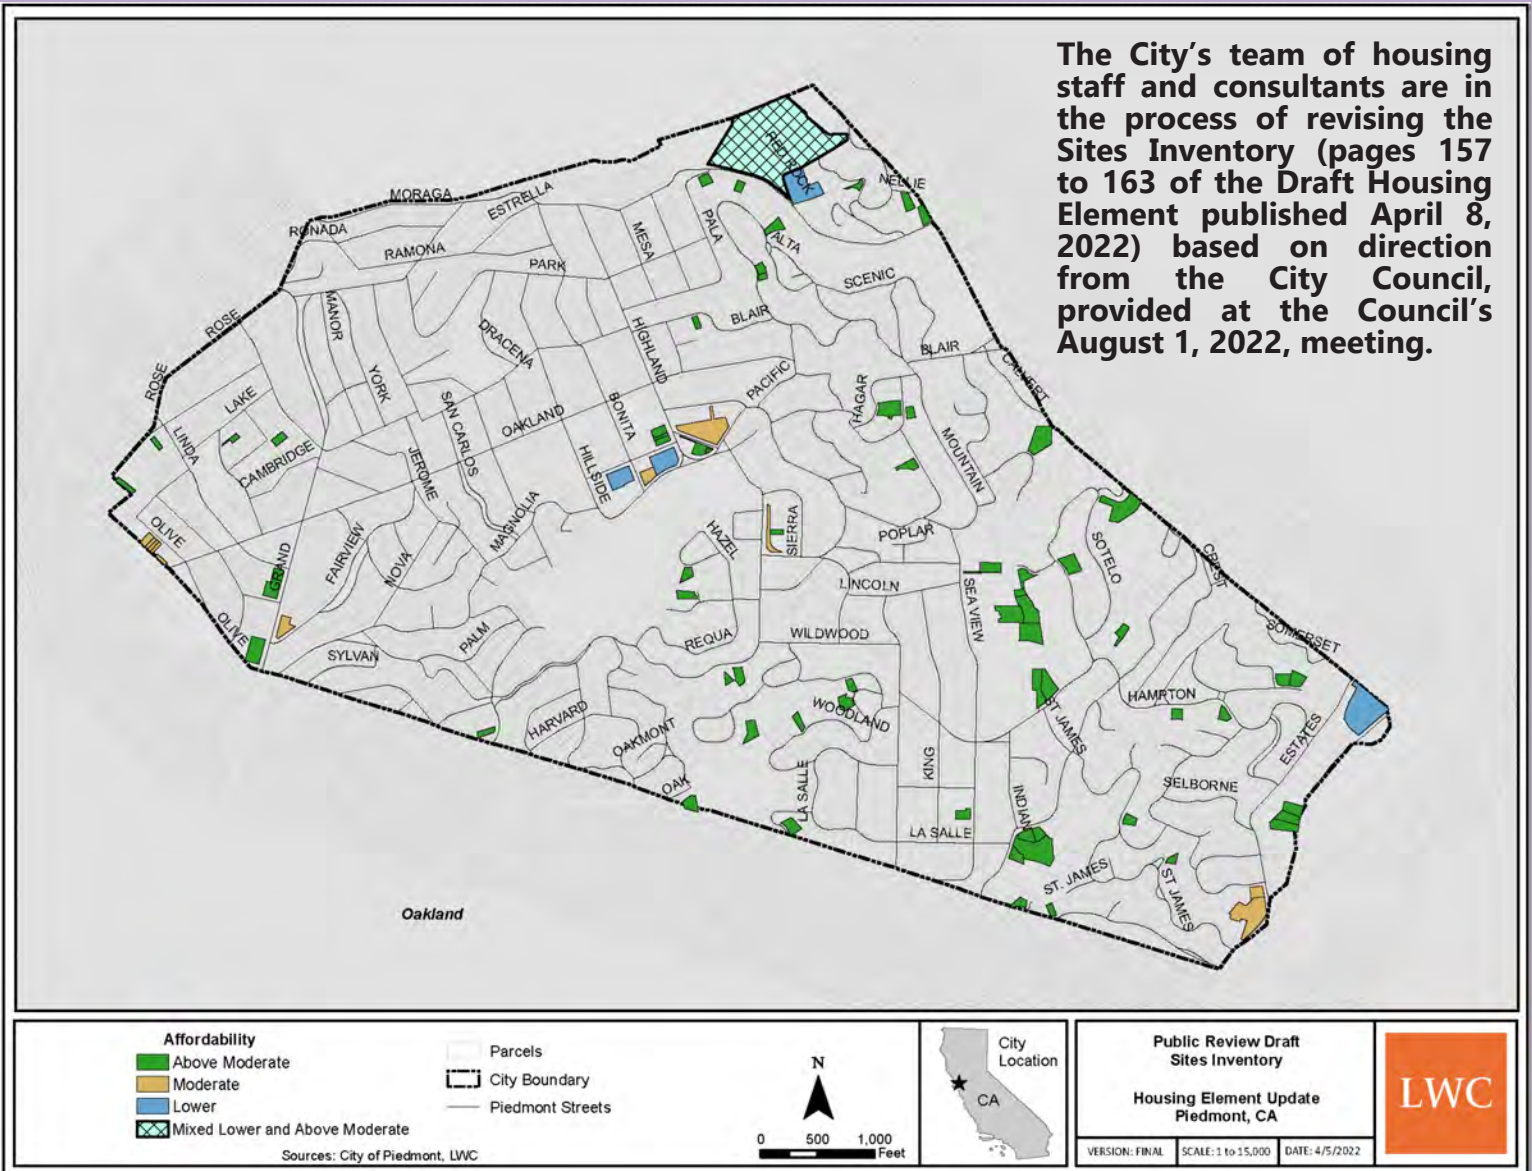 The City's team of housing
staff and consultants are in
the process of revising the
Sites Inventory (pages 157
to 163 of the Draft Housing
Element published April 8,
2022) based on direction
from the City Council,
provided at the Council's
August 1, 2022, meeting.
RED ROCK
NELLIE
MORAGA
ESTRELLA
RONADA
RAMONA
PARK
MESA
PALA
ALTA
SCENIC
ROSE
MANOR
DRACENA
HIGHLAND
BLAIR
BLAIR
CALVERT
ROSE
LAKE
YORK
PACIFIC
HAGAR
LINDA
CAMBRIDGE
SAN CARLOS
OAKLAND
BONITA
MOUNTAIN
JEROME
HILLSIDE
MAGNOLIA
OLIVE
GRAND
FAIRVIEW
NOVA
HAZEL
SIERRA
POPLAR
SOTELO
CREST
LINCOLN
SEA VIEW
OLIVE
SYLVAN
PALM
REQUA
WILDWOOD
SOMERSET
HARVARD
OAKMONT
WOODLAND
ST JAMES
HAMPTON
ESTATES
OAK
LA SALLE
KING
INDIAN
SELBORNE
LA SALLE
ST. JAMES
ST JAMES
Oakland
Affordability
Above Moderate
Moderate
Lower
Mixed Lower and Above Moderate
Parcels
City Boundary
Piedmont Streets
Sources: City of Piedmont, LWC
N
0 500 1,000
Feet
City
Location
CA
Public Review Draft
Sites Inventory
Housing Element Update
Piedmont, CA
VERSION: FINAL
SCALE: 1 to 15,000
DATE: 4/5/2022
LWC